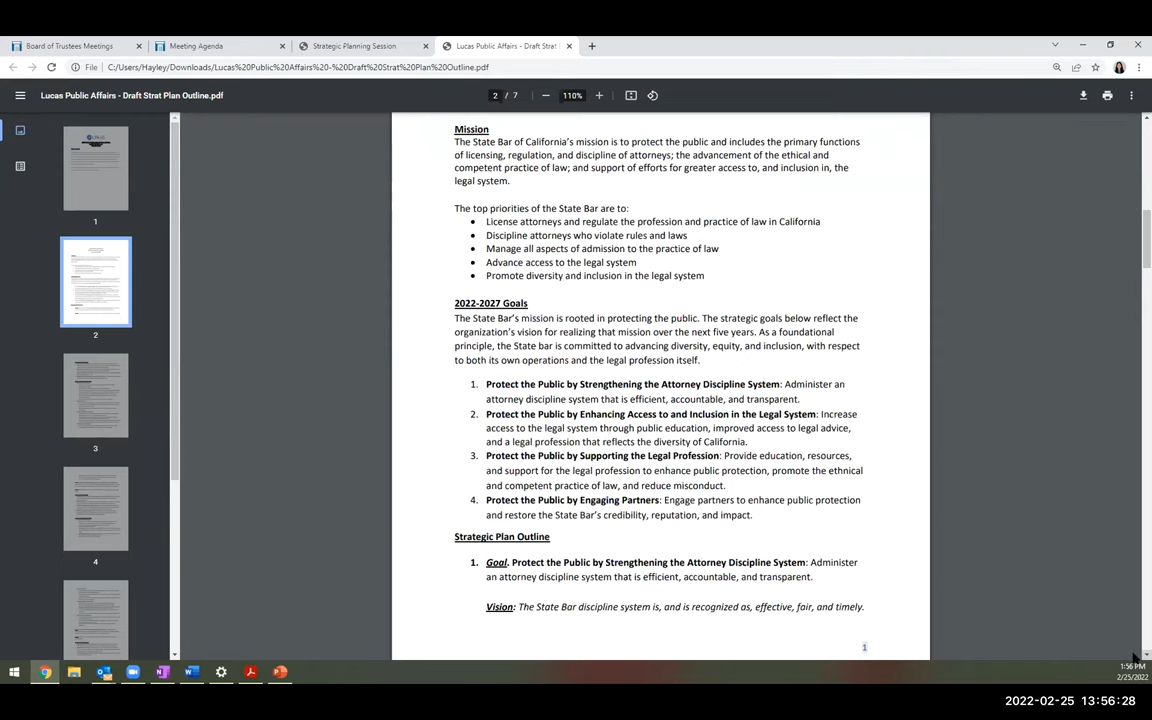 Board of Trustees Meetings
Meeting Agenda
Strategic Planning Session
Lucas Public Affairs - Draft Strat
File
C:/Users/Hayley/Downloads/Lucas%20Public%20Affairs%20-%20Draft%20Strat%20Plan%20Outline.pdf
Lucas Public Affairs - Draft Strat Plan Outline.pdf
2 / 7
110%
1
2
3
4
Mission
The State Bar of California's mission is to protect the public and includes the primary functions
of licensing, regulation, and discipline of attorneys; the advancement of the ethical and
competent practice of law; and support of efforts for greater access to, and inclusion in, the
legal system.
The top priorities of the State Bar are to:
• License attorneys and regulate the profession and practice of law in California
• Discipline attorneys who violate rules and laws
• Manage all aspects of admission to the practice of law
• Advance access to the legal system
• Promote diversity and inclusion in the legal system
2022-2027 Goals
The State Bar's mission is rooted in protecting the public. The strategic goals below reflect the
organization's vision for realizing that mission over the next five years. As a foundational
principle, the State bar is committed to advancing diversity, equity, and inclusion, with respect
to both its own operations and the legal profession itself.
1. Protect the Public by Strengthening the Attorney Discipline System: Administer an
attorney discipline system that is efficient, accountable, and transparent.
2. Protect the Public by Enhancing Access to and Inclusion in the Legal System: Increase
access to the legal system through public education, improved access to legal advice,
and a legal profession that reflects the diversity of California.
3. Protect the Public by Supporting the Legal Profession: Provide education, resources,
and support for the legal profession to enhance public protection, promote the ethnical
and competent practice of law, and reduce misconduct.
4. Protect the Public by Engaging Partners: Engage partners to enhance public protection
and restore the State Bar's credibility, reputation, and impact.
Strategic Plan Outline
1. Goal. Protect the Public by Strengthening the Attorney Discipline System: Administer
an attorney discipline system that is efficient, accountable, and transparent.
Vision: The State Bar discipline system is, and is recognized as, effective, fair, and timely.
1
1:56 PM
2/25/2022
2022-02-25 13:56:28